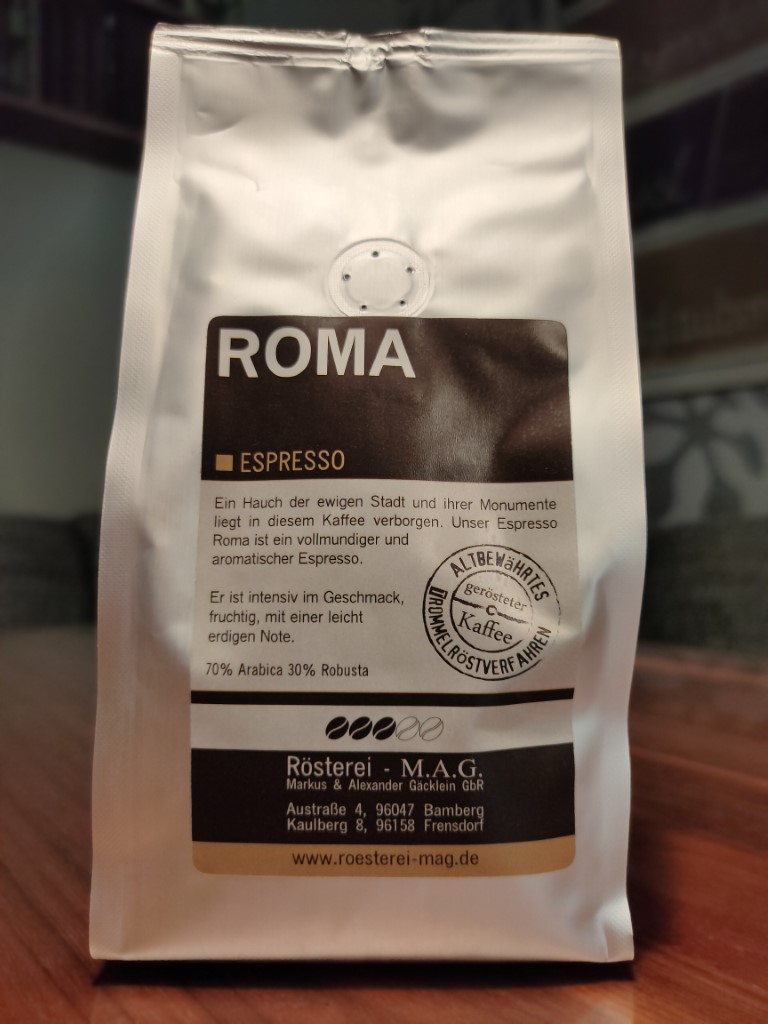 ROMA
ESPRESSO
Ein Hauch der ewigen Stadt und ihrer Monumente
liegt in diesem Kaffee verborgen. Unser Espresso
Roma ist ein vollmundiger und
aromatischer Espresso.
Er ist intensiv im Geschmack,
fruchtig, mit einer leicht
erdigen Note.
ALTBEWÄHRTES
gerösteter
Kaffee
TROMMELRÖSTVERFAHREN
70% Arabica 30% Robusta
Rösterei - M.A.G.
Markus & Alexander Gäcklein GbR
Austraße 4, 96047 Bamberg
Kaulberg 8, 96158 Frensdorf
www.roesterei-mag.de